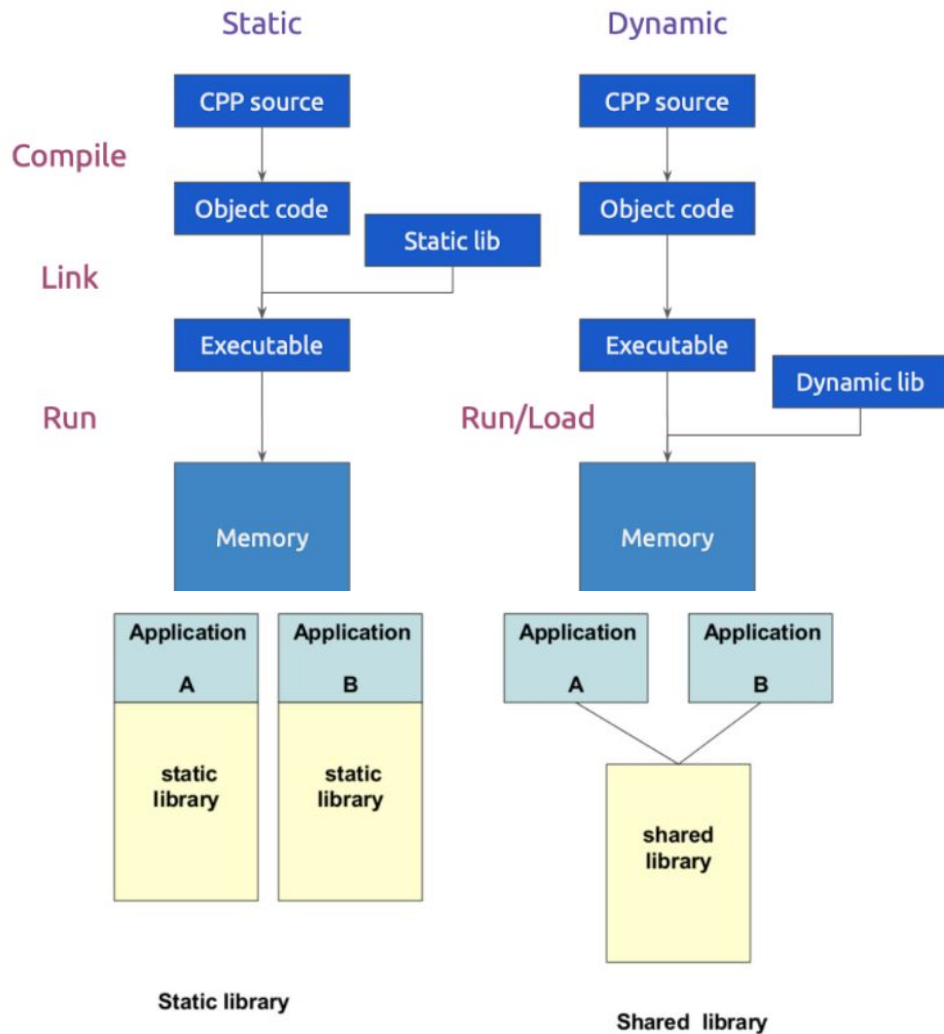 Static
Dynamic
CPP source
CPP source
Compile
Object code
Object code
Static lib
Link
Executable
Executable
Dynamic lib
Run
Run/Load
Memory
Memory
Application
A
Application
B
Application
A
Application
B
static
library
static
library
shared
library
Static library
Shared library